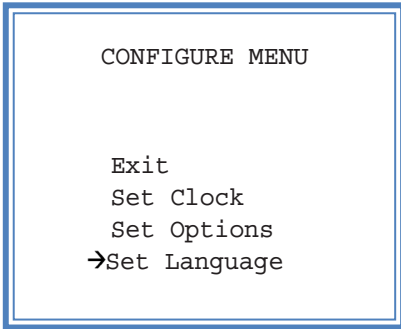 CONFIGURE MENU
Exit
Set Clock
Set Options
→Set Language